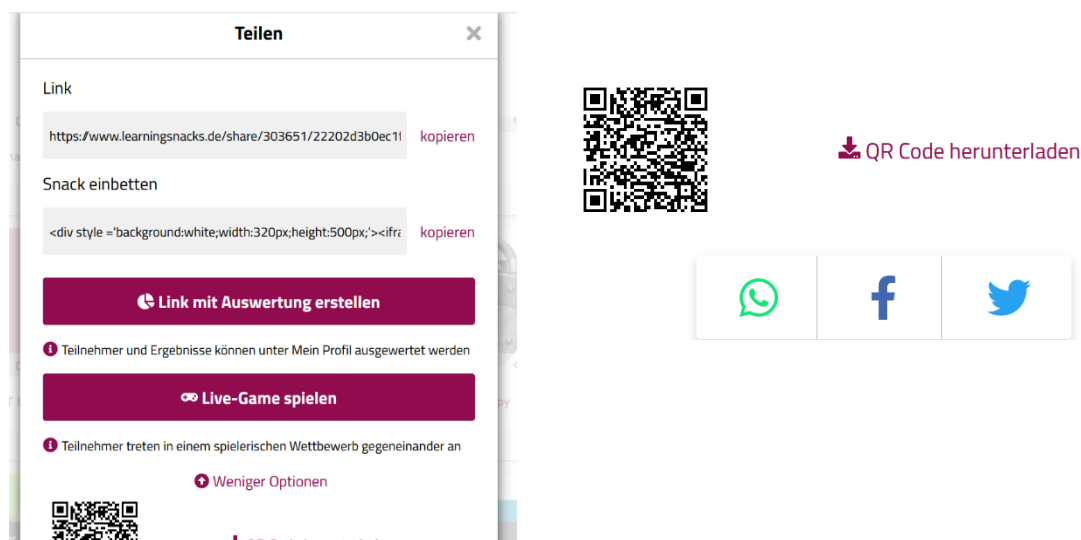 Teilen
Link
https://www.learningsnacks.de/share/303651/22202d3b0ec1f
kopieren
Snack einbetten
<div style ='background:white;width:320px;height:500px;'><ifra
kopieren
Link mit Auswertung erstellen
Teilnehmer und Ergebnisse können unter Mein Profil ausgewertet werden
Live-Game spielen
Teilnehmer treten in einem spielerischen Wettbewerb gegeneinander an
Weniger Optionen
QR Code herunterladen